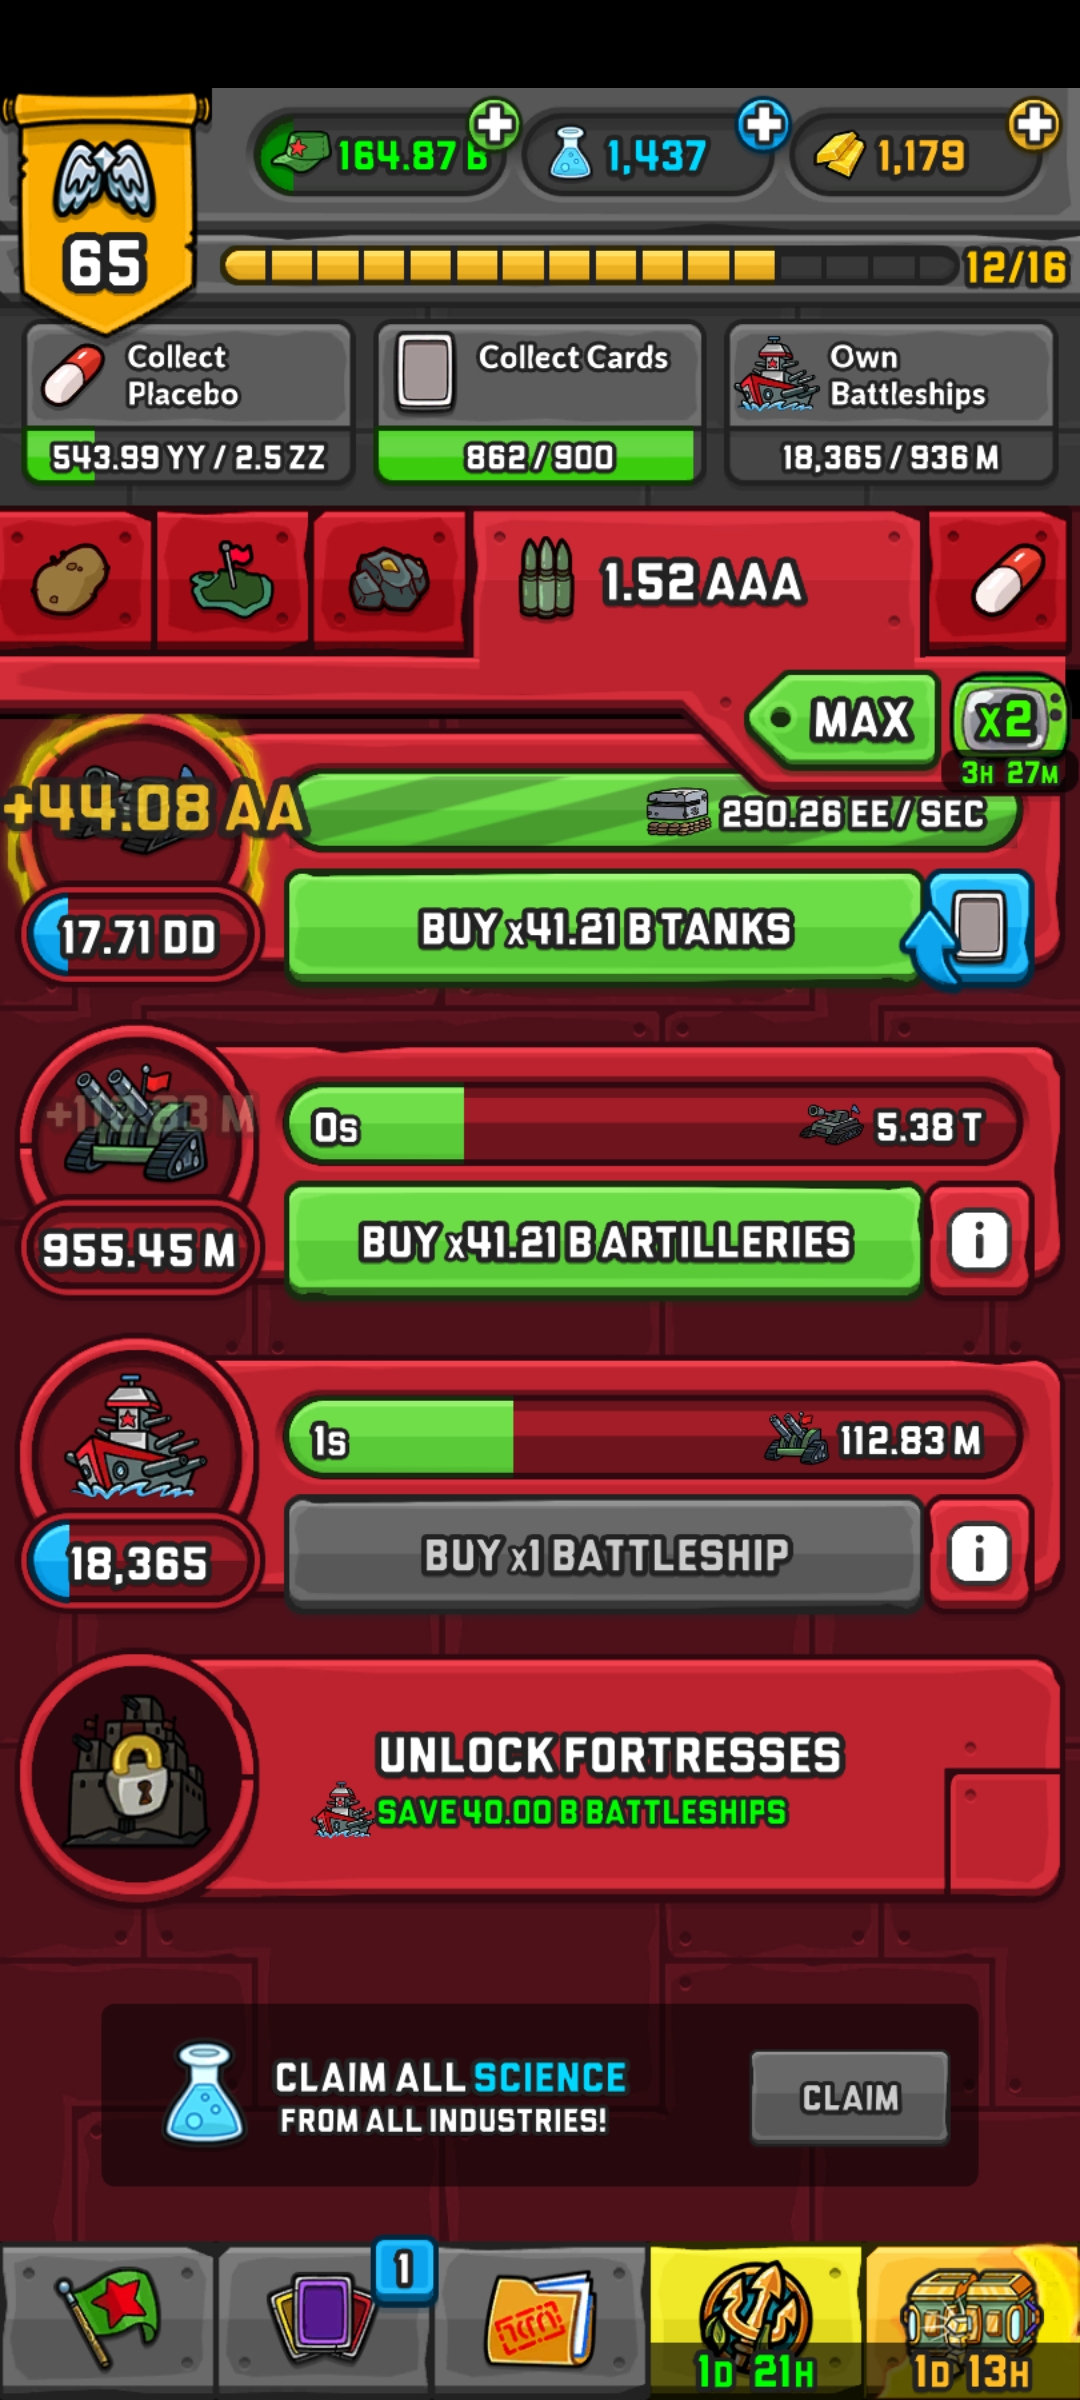 164.87 B
1,437
1,179
65
12/16
Collect
Placebo
543.99 YY / 2.5 ZZ
Collect Cards
862/900
Own
Battleships
18,365 / 936 M
1.52 AAA
MAX
x2
3H 27M
+44.08 AA
290.26 EE / SEC
17.71 DD
BUY x41.21 B TANKS
0s
5.38 T
955.45 M
BUY x41.21 B ARTILLERIES
i
1s
112.83 M
18,365
BUY x1 BATTLESHIP
i
UNLOCK FORTRESSES
SAVE 40.00 B BATTLESHIPS
CLAIM ALL SCIENCE
FROM ALL INDUSTRIES!
CLAIM
1
1D 21H
1D 13H